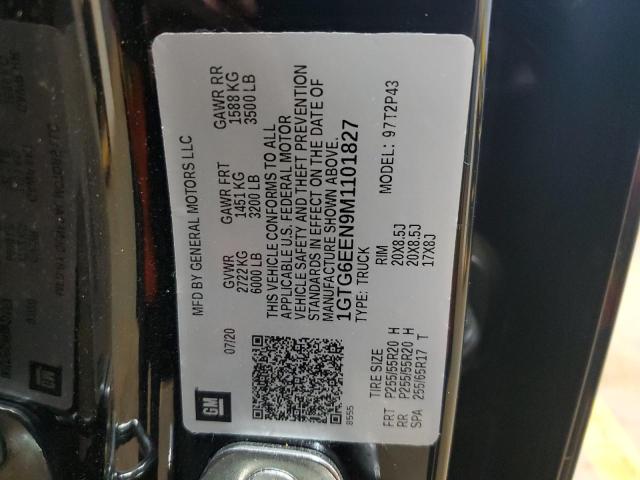 MFD BY GENERAL MOTORS LLC
07/20
GM
GVWR
2722 KG
6000 LB
GAWR FRT
1451 KG
3200 LB
GAWR RR
1588 KG
3500 LB
THIS VEHICLE CONFORMS TO ALL
APPLICABLE U.S. FEDERAL MOTOR
VEHICLE SAFETY AND THEFT PREVENTION
STANDARDS IN EFFECT ON THE DATE OF
MANUFACTURE SHOWN ABOVE.
1GTG6EEN9M1101827
TYPE: TRUCK
MODEL: 97T2P43
8555
TIRE SIZE RIM
FRT P255/55R20 H 20X8.5J
RR P255/55R20 H 20X8.5J
SPA 255/65R17 T 17X8J